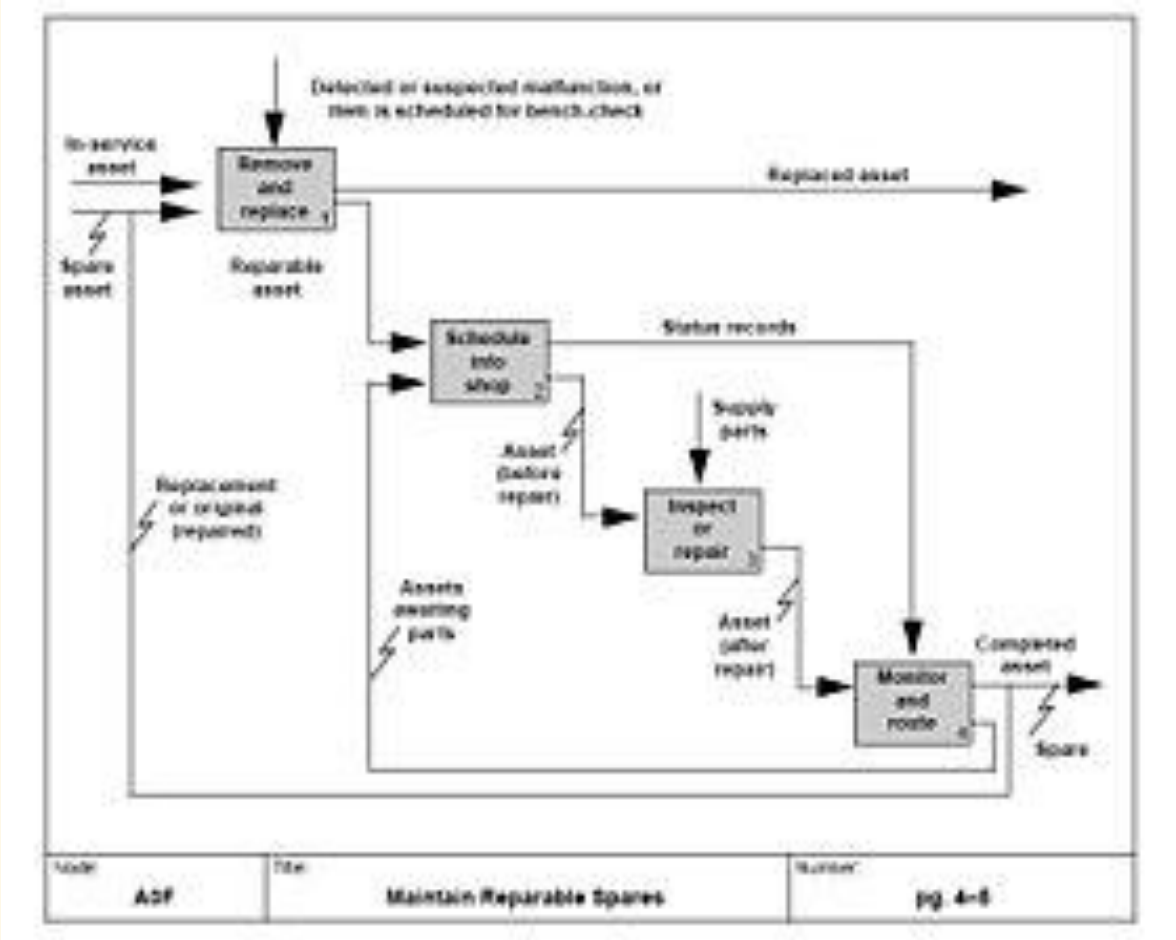 Detected or suspected malfunction, or
item is scheduled for bench-check
In-service
asset
Remove
and
replace
1
Replaced asset
Spare
asset
Reparable
asset
Schedule
into
shop
2
Status records
Supply
parts
Asset
(before
repair)
Replacement
or original
(repaired)
Inspect
or
repair
3
Assets
awaiting
parts
Asset
(after
repair)
Completed
asset
Monitor
and
route
4
Spare
Node:
Title:
Number:
Maintain Reparable Spares